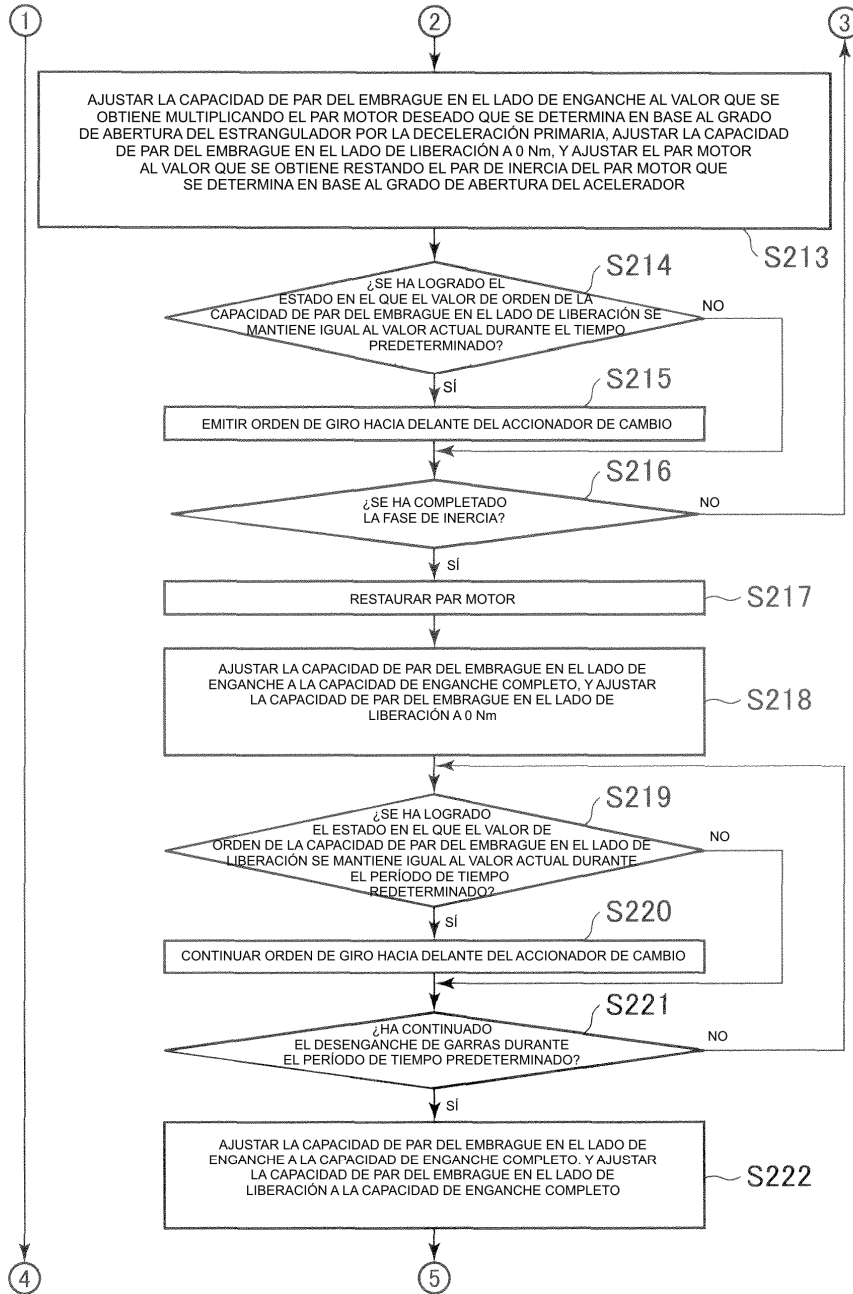 1
2
3
AJUSTAR LA CAPACIDAD DE PAR DEL EMBRAGUE EN EL LADO DE ENGANCHE AL VALOR QUE SE
OBTIENE MULTIPLICANDO EL PAR MOTOR DESEADO QUE SE DETERMINA EN BASE AL GRADO
DE ABERTURA DEL ESTRANGULADOR POR LA DECELERACIÓN PRIMARIA, AJUSTAR LA CAPACIDAD
DE PAR DEL EMBRAGUE EN EL LADO DE LIBERACIÓN A 0 Nm, Y AJUSTAR EL PAR MOTOR
AL VALOR QUE SE OBTIENE RESTANDO EL PAR DE INERCIA DEL PAR MOTOR QUE
SE DETERMINA EN BASE AL GRADO DE ABERTURA DEL ACELERADOR
S213
S214
¿SE HA LOGRADO EL
ESTADO EN EL QUE EL VALOR DE ORDEN DE LA
CAPACIDAD DE PAR DEL EMBRAGUE EN EL LADO DE LIBERACIÓN SE
MANTIENE IGUAL AL VALOR ACTUAL DURANTE EL TIEMPO
PREDETERMINADO?
NO
SÍ
S215
EMITIR ORDEN DE GIRO HACIA DELANTE DEL ACCIONADOR DE CAMBIO
S216
¿SE HA COMPLETADO
LA FASE DE INERCIA?
NO
SÍ
RESTAURAR PAR MOTOR
S217
AJUSTAR LA CAPACIDAD DE PAR DEL EMBRAGUE EN EL LADO DE
ENGANCHE A LA CAPACIDAD DE ENGANCHE COMPLETO, Y AJUSTAR
LA CAPACIDAD DE PAR DEL EMBRAGUE EN EL LADO DE
LIBERACIÓN A 0 Nm
S218
S219
¿SE HA LOGRADO
EL ESTADO EN EL QUE EL VALOR DE
ORDEN DE LA CAPACIDAD DE PAR DEL EMBRAGUE EN EL LADO DE
LIBERACIÓN SE MANTIENE IGUAL AL VALOR ACTUAL DURANTE
EL PERÍODO DE TIEMPO
REDETERMINADO?
NO
SÍ
S220
CONTINUAR ORDEN DE GIRO HACIA DELANTE DEL ACCIONADOR DE CAMBIO
S221
¿HA CONTINUADO
EL DESENGANCHE DE GARRAS DURANTE
EL PERÍODO DE TIEMPO PREDETERMINADO?
NO
SÍ
AJUSTAR LA CAPACIDAD DE PAR DEL EMBRAGUE EN EL LADO DE
ENGANCHE A LA CAPACIDAD DE ENGANCHE COMPLETO. Y AJUSTAR
LA CAPACIDAD DE PAR DEL EMBRAGUE EN EL LADO DE
LIBERACIÓN A LA CAPACIDAD DE ENGANCHE COMPLETO
S222
4
5